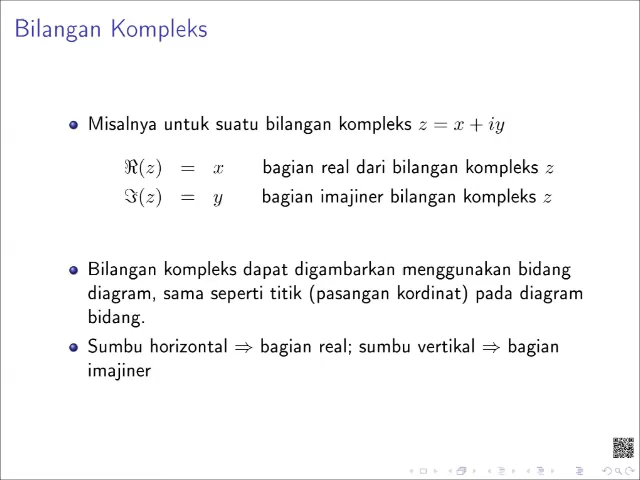 Bilangan Kompleks
Misalnya untuk suatu bilangan kompleks z = x + iy
ℜ(z) = x bagian real dari bilangan kompleks z
ℑ(z) = y bagian imajiner bilangan kompleks z
Bilangan kompleks dapat digambarkan menggunakan bidang
diagram, sama seperti titik (pasangan kordinat) pada diagram
bidang.
Sumbu horizontal ⇒ bagian real; sumbu vertikal ⇒ bagian
imajiner